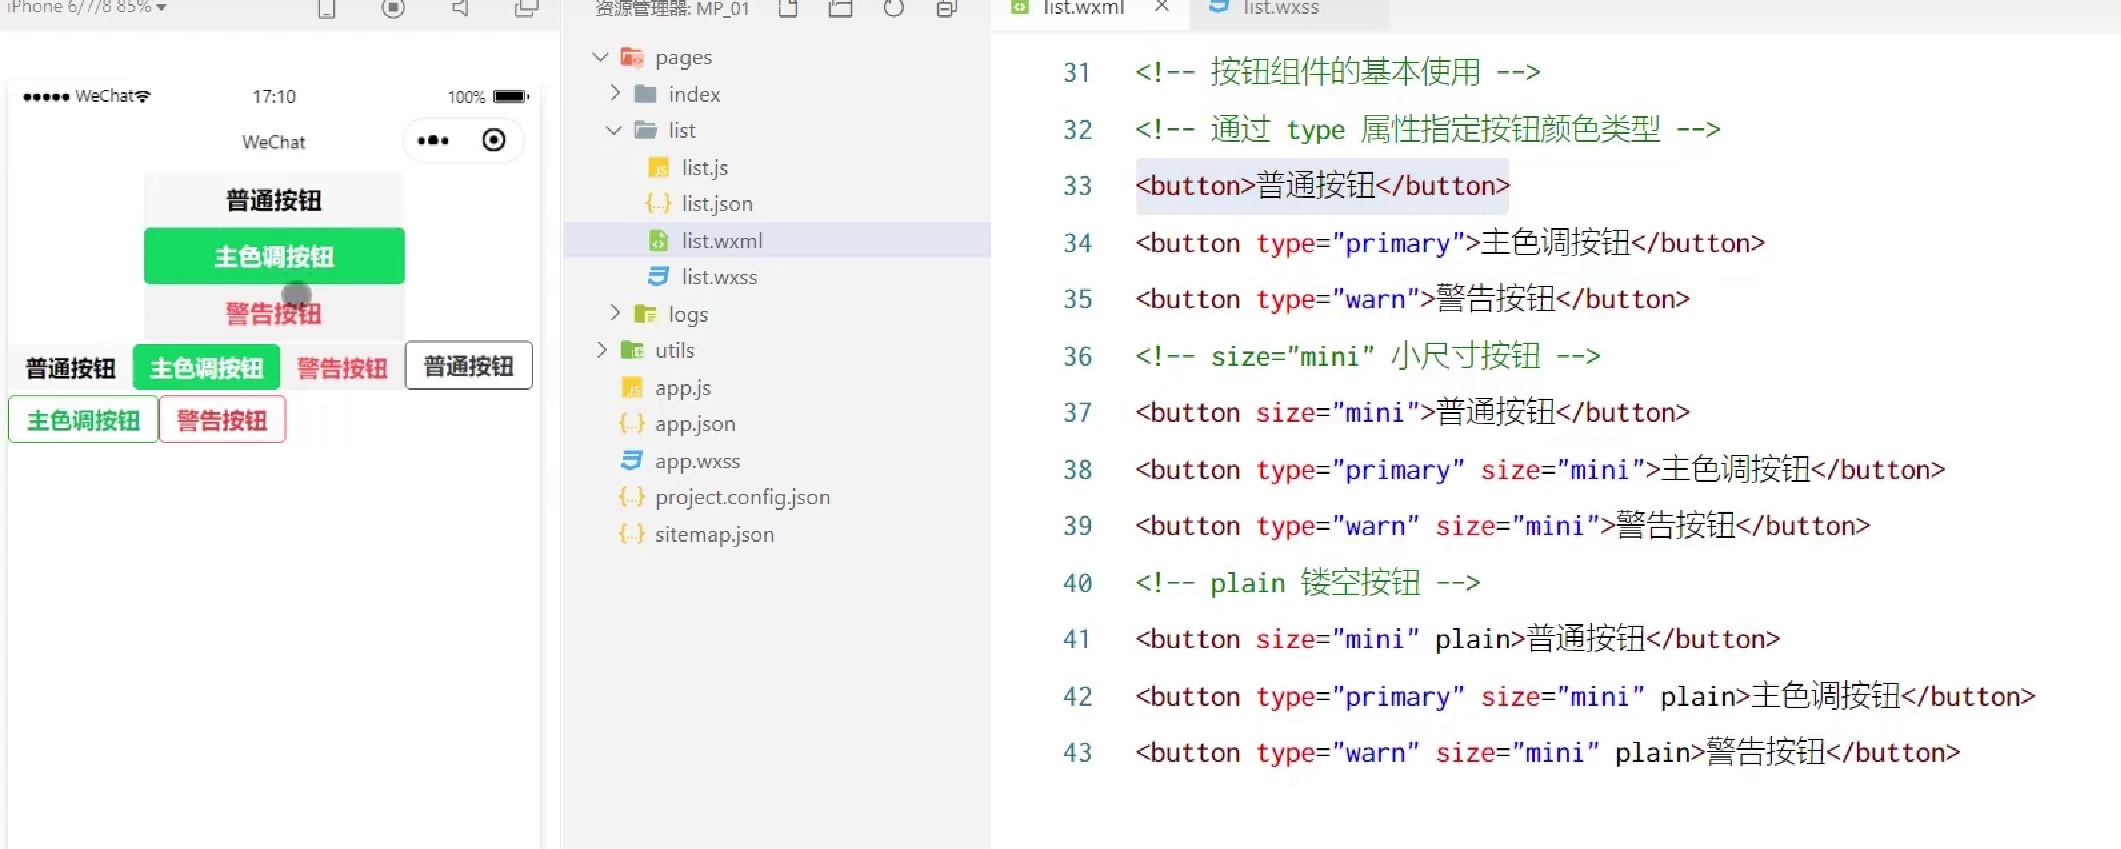 iPhone 6/7/8 85%
WeChat
17:10
100%
WeChat
普通按钮
主色调按钮
警告按钮
普通按钮 主色调按钮 警告按钮 普通按钮
主色调按钮 警告按钮
资源管理器: MP_01
pages
index
list
list.js
list.json
list.wxml
list.wxss
logs
utils
app.js
app.json
app.wxss
project.config.json
sitemap.json
list.wxml
list.wxss
31 <!-- 按钮组件的基本使用 -->
32 <!-- 通过 type 属性指定按钮颜色类型 -->
33 <button>普通按钮</button>
34 <button type="primary">主色调按钮</button>
35 <button type="warn">警告按钮</button>
36 <!-- size="mini" 小尺寸按钮 -->
37 <button size="mini">普通按钮</button>
38 <button type="primary" size="mini">主色调按钮</button>
39 <button type="warn" size="mini">警告按钮</button>
40 <!-- plain 镂空按钮 -->
41 <button size="mini" plain>普通按钮</button>
42 <button type="primary" size="mini" plain>主色调按钮</button>
43 <button type="warn" size="mini" plain>警告按钮</button>